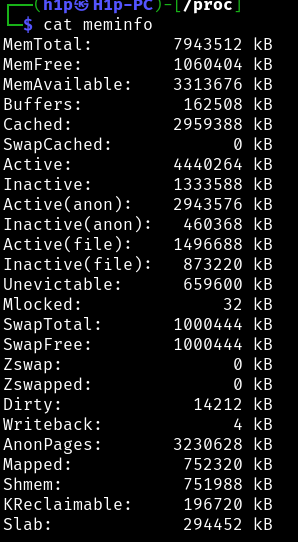 ┌──(h1p㉿H1p-PC)-[/proc]
└─$ cat meminfo
MemTotal:        7943512 kB
MemFree:         1060404 kB
MemAvailable:    3313676 kB
Buffers:          162508 kB
Cached:          2959388 kB
SwapCached:            0 kB
Active:          4440264 kB
Inactive:        1333588 kB
Active(anon):    2943576 kB
Inactive(anon):   460368 kB
Active(file):    1496688 kB
Inactive(file):   873220 kB
Unevictable:      659600 kB
Mlocked:              32 kB
SwapTotal:       1000444 kB
SwapFree:        1000444 kB
Zswap:                 0 kB
Zswapped:              0 kB
Dirty:             14212 kB
Writeback:             4 kB
AnonPages:       3230628 kB
Mapped:           752320 kB
Shmem:            751988 kB
KReclaimable:     196720 kB
Slab:             294452 kB